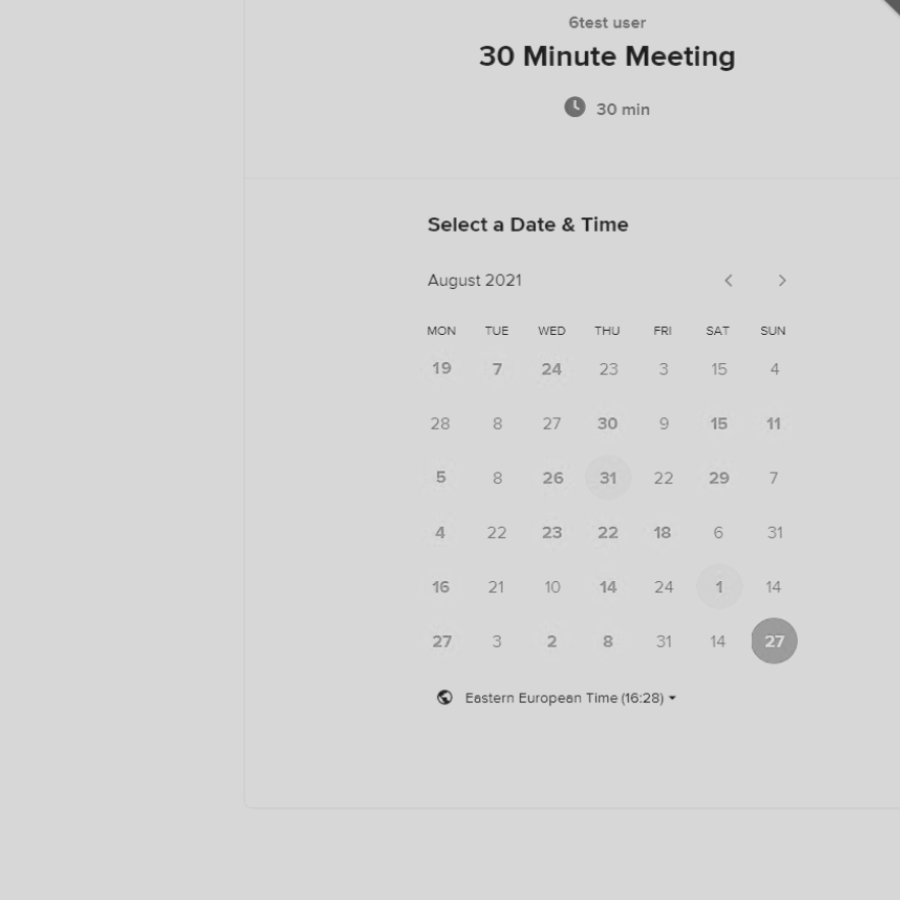 6test user
30 Minute Meeting
30 min
Select a Date & Time
August 2021
MON TUE WED THU FRI SAT SUN
19 7 24 23 3 15 4
28 8 27 30 9 15 11
5 8 26 31 22 29 7
4 22 23 22 18 6 31
16 21 10 14 24 1 14
27 3 2 8 31 14 27
Eastern European Time (16:28)